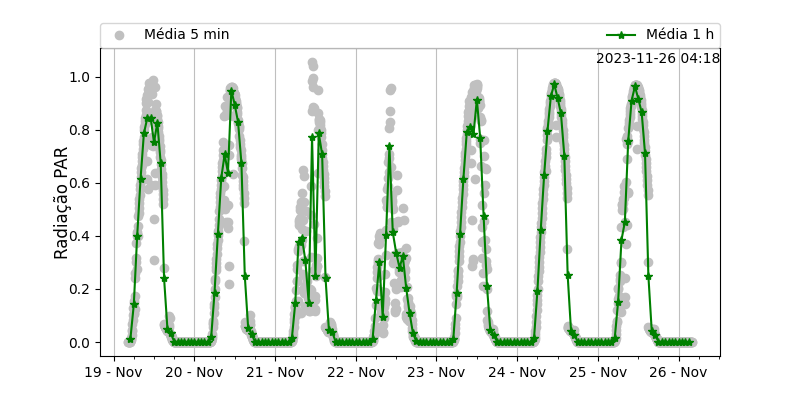 Média 5 min
Média 1 h
2023-11-26 04:18
Radiação PAR
1.0
0.8
0.6
0.4
0.2
0.0
19 - Nov
20 - Nov
21 - Nov
22 - Nov
23 - Nov
24 - Nov
25 - Nov
26 - Nov